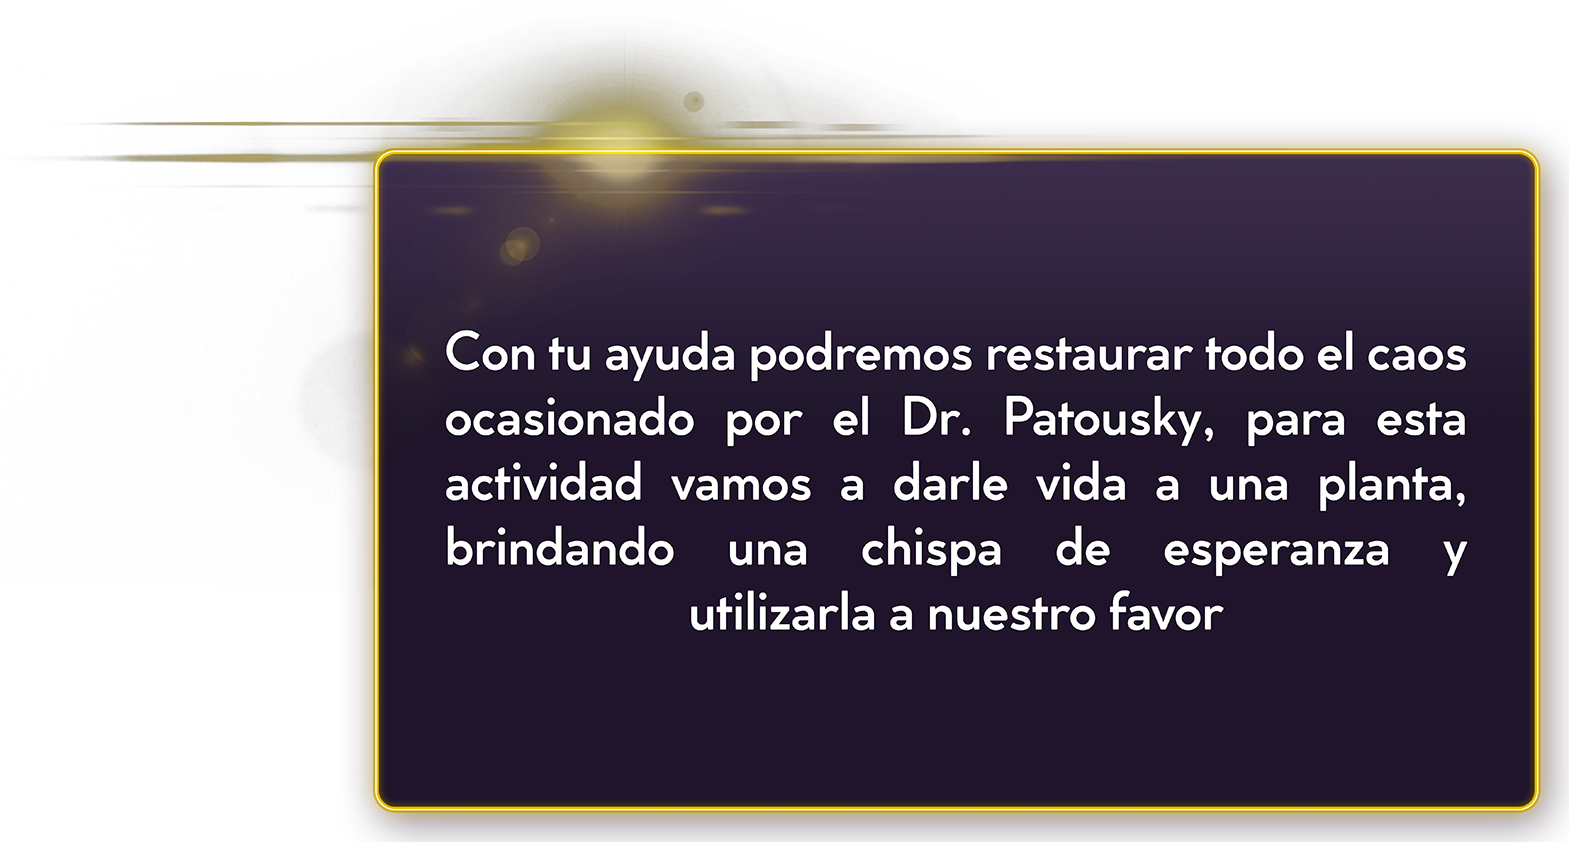 Con tu ayuda podremos restaurar todo el caos
ocasionado por el Dr. Patousky, para esta
actividad vamos a darle vida a una planta,
brindando una chispa de esperanza y
utilizarla a nuestro favor